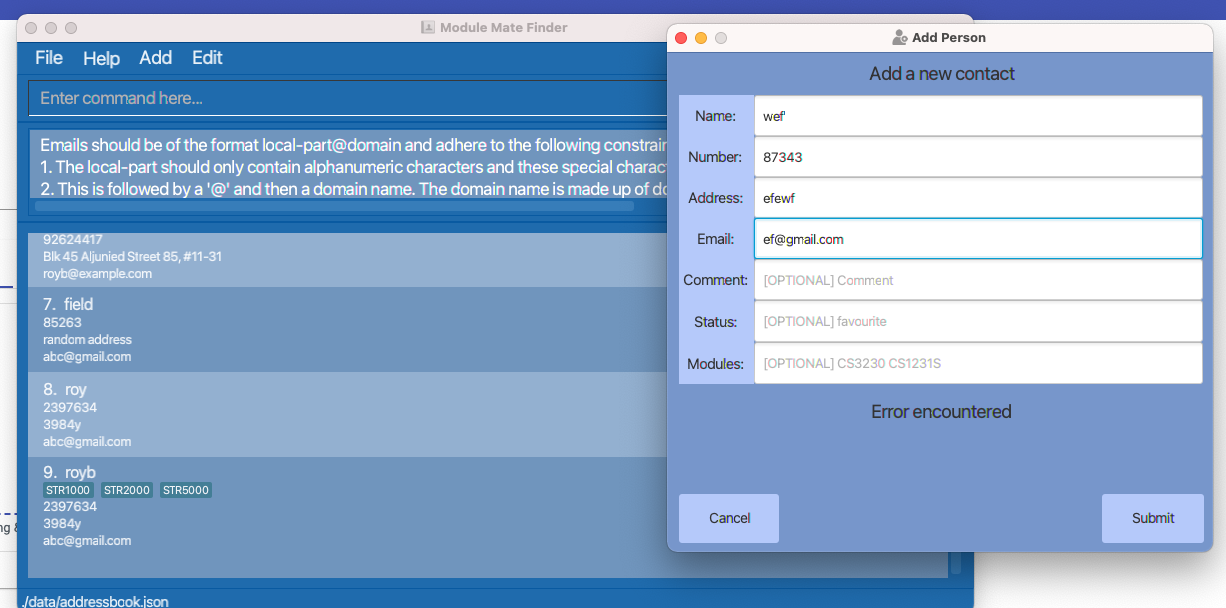 Module Mate Finder
File Help Add Edit
Enter command here...
Emails should be of the format local-part@domain and adhere to the following
1. The local-part should only contain alphanumeric characters and these special
2. This is followed by a '@' and then a domain name. The domain name is made up of
92624417
Blk 45 Aljunied Street 85, #11-31
royb@example.com
7. field
85263
random address
abc@gmail.com
8. roy
2397634
3984y
abc@gmail.com
9. royb
STR1000 STR2000 STR5000
2397634
3984y
abc@gmail.com
./data/addressbook.json
Add Person
Add a new contact
Name: wef'
Number: 87343
Address: efewf
Email: ef@gmail.com
Comment: [OPTIONAL] Comment
Status: [OPTIONAL] favourite
Modules: [OPTIONAL] CS3230 CS1231S
Error encountered
Cancel Submit